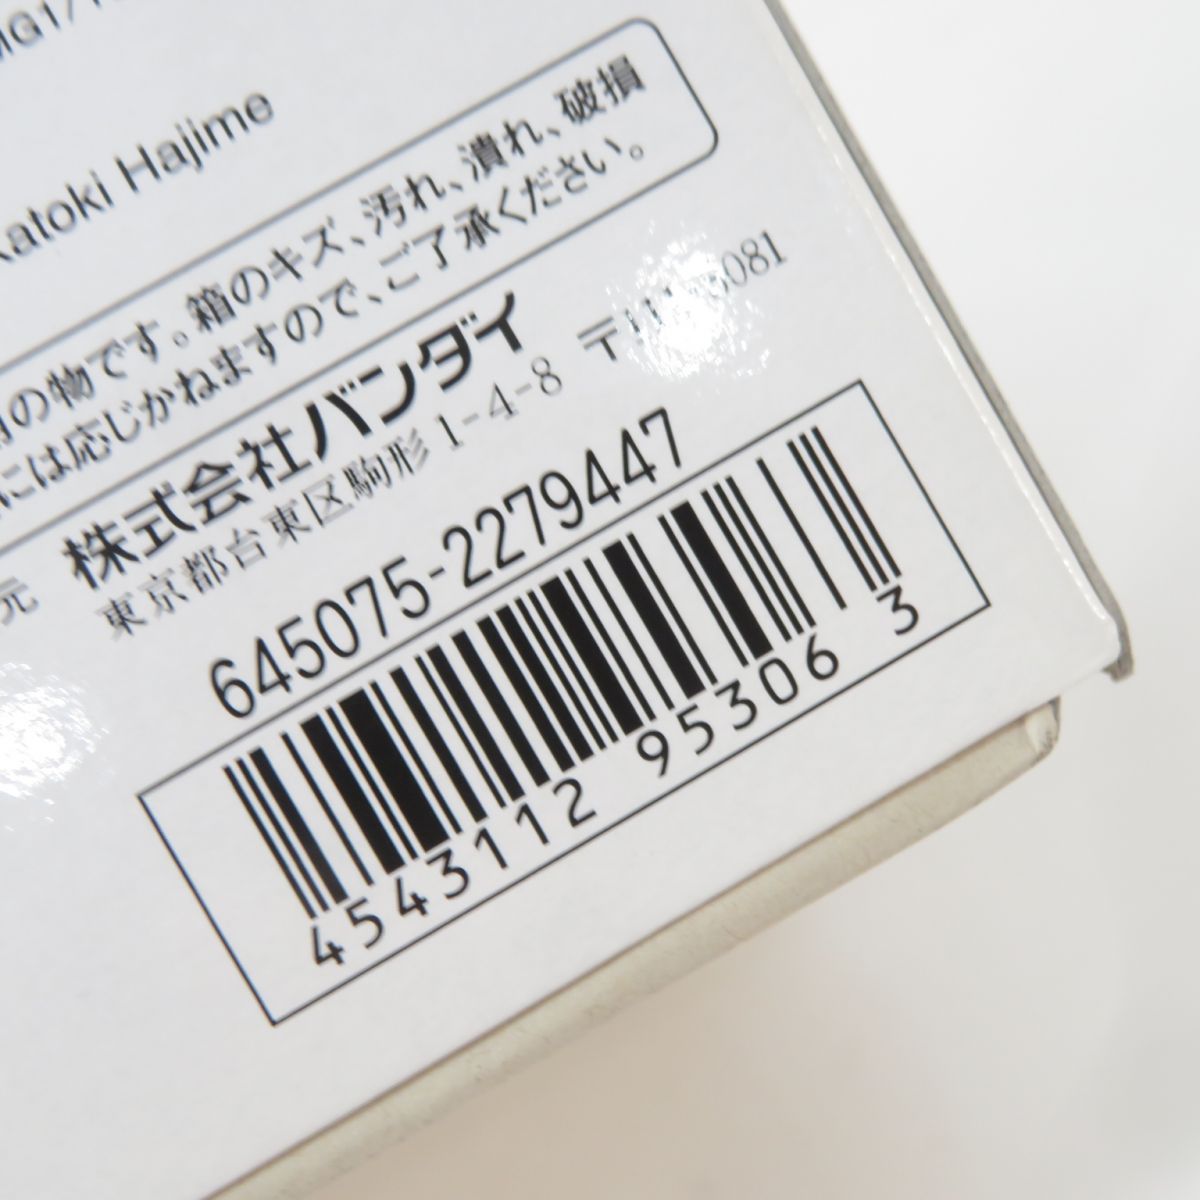 MG1/1
Katoki Hajime
の物です。箱のキズ、汚れ、潰れ、破損
には応じかねますので、ご了承ください。
元 株式会社バンダイ
東京都台東区駒形 1-4-8 〒111-8081
645075-2279447
4543112 95306 3